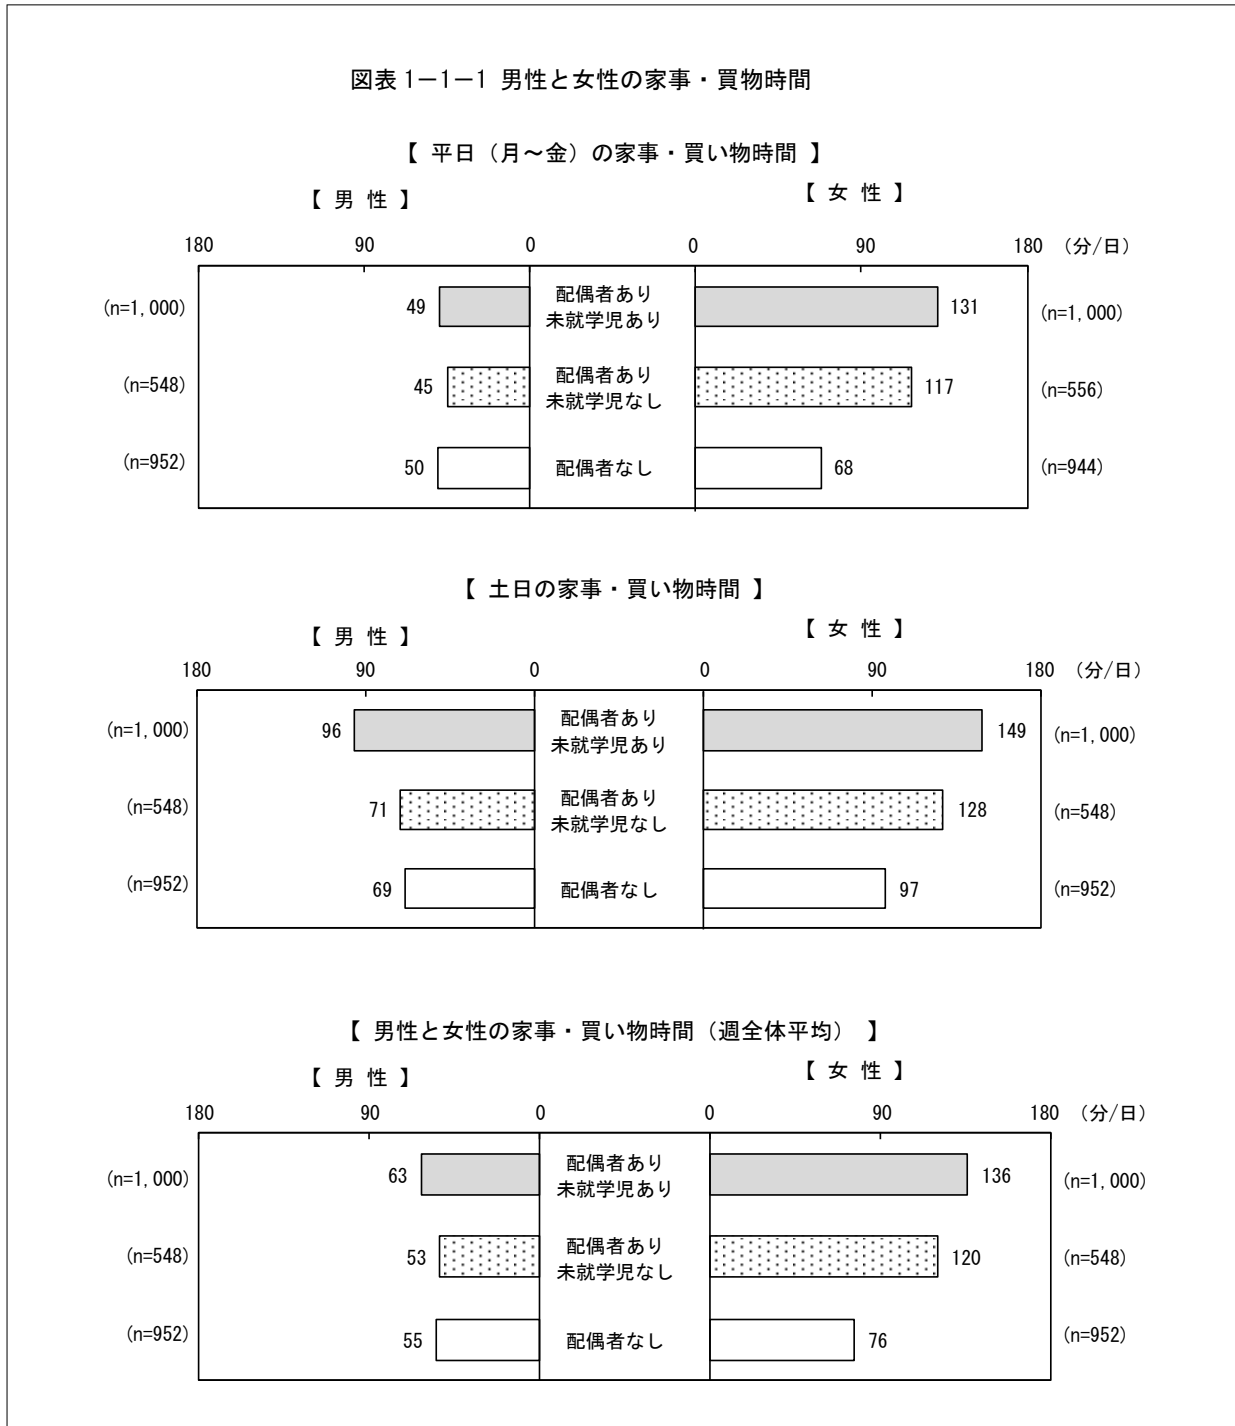 図表 1－1－1 男性と女性の家事・買物時間
【 平日（月～金）の家事・買い物時間 】
【 男 性 】
【 女 性 】
180 90 0 0 90 180 （分/日）
(n=1,000) 49 配偶者あり 131 (n=1,000)
未就学児あり
(n=548) 45 配偶者あり 117 (n=556)
未就学児なし
(n=952) 50 配偶者なし 68 (n=944)
【 土日の家事・買い物時間 】
【 男 性 】
【 女 性 】
180 90 0 0 90 180 （分/日）
(n=1,000) 96 配偶者あり 149 (n=1,000)
未就学児あり
(n=548) 71 配偶者あり 128 (n=548)
未就学児なし
(n=952) 69 配偶者なし 97 (n=952)
【 男性と女性の家事・買い物時間（週全体平均） 】
【 男 性 】
【 女 性 】
180 90 0 0 90 180 （分/日）
(n=1,000) 63 配偶者あり 136 (n=1,000)
未就学児あり
(n=548) 53 配偶者あり 120 (n=548)
未就学児なし
(n=952) 55 配偶者なし 76 (n=952)